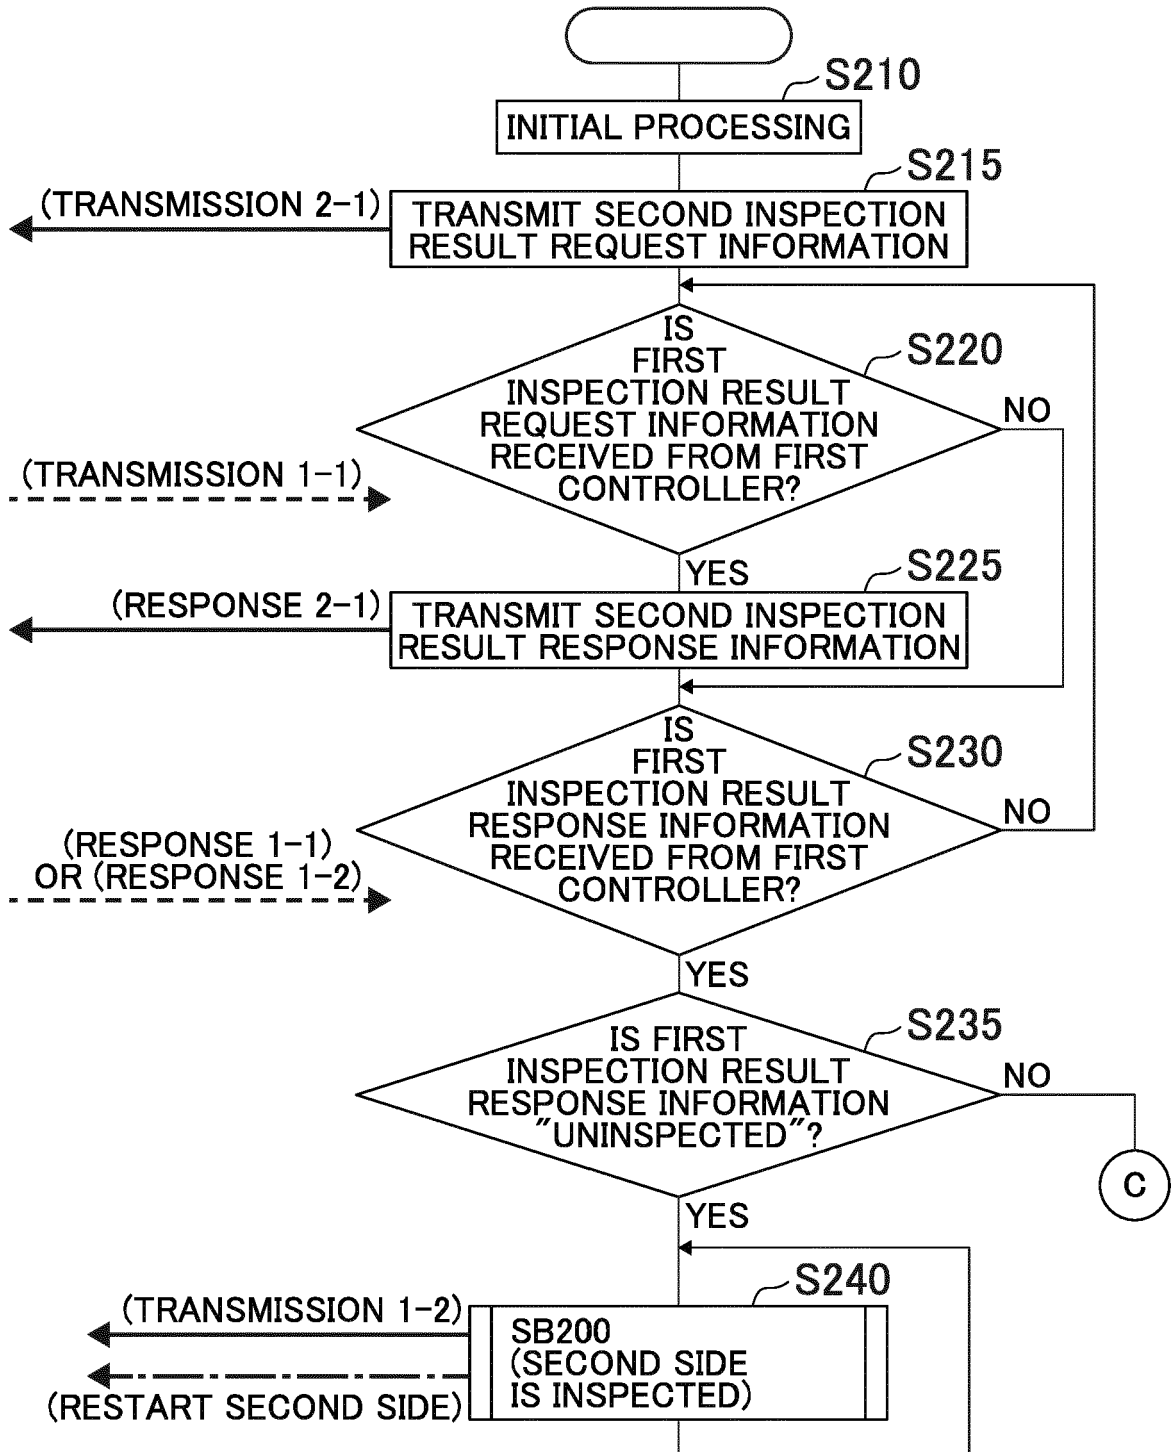 S210
INITIAL PROCESSING
S215
(TRANSMISSION 2-1)
TRANSMIT SECOND INSPECTION
RESULT REQUEST INFORMATION
S220
IS
FIRST
INSPECTION RESULT
REQUEST INFORMATION
RECEIVED FROM FIRST
CONTROLLER?
NO
(TRANSMISSION 1-1)
YES
S225
(RESPONSE 2-1)
TRANSMIT SECOND INSPECTION
RESULT RESPONSE INFORMATION
S230
IS
FIRST
INSPECTION RESULT
RESPONSE INFORMATION
RECEIVED FROM FIRST
CONTROLLER?
NO
(RESPONSE 1-1)
OR (RESPONSE 1-2)
YES
S235
IS FIRST
INSPECTION RESULT
RESPONSE INFORMATION
"UNINSPECTED"?
NO
C
YES
S240
(TRANSMISSION 1-2)
SB200
(SECOND SIDE
IS INSPECTED)
(RESTART SECOND SIDE)